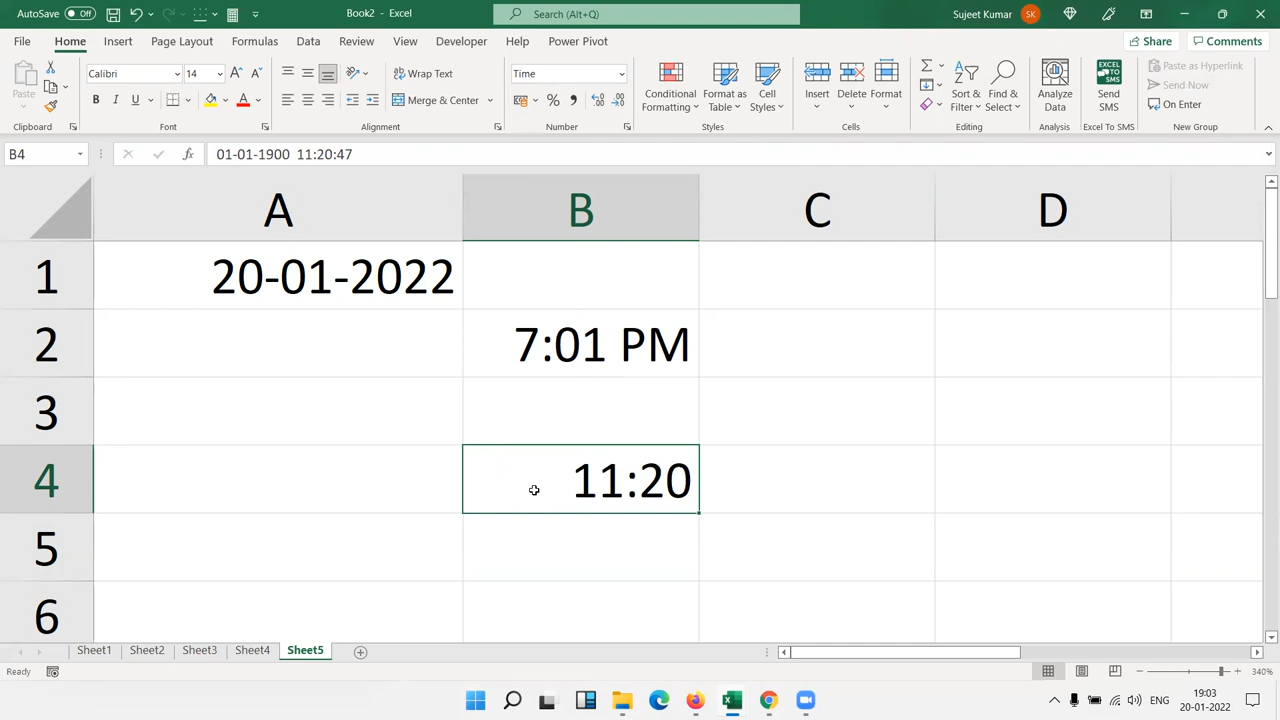 AutoSave Off
Book2 - Excel
Search (Alt+Q)
Sujeet Kumar SK
File Home Insert Page Layout Formulas Data Review View Developer Help Power Pivot
Share Comments
Paste
Clipboard
Calibri 14
B I U
Font
Wrap Text
Merge & Center
Alignment
Time
Number
Conditional Formatting
Format as Table
Cell Styles
Styles
Insert Delete Format
Cells
Sort & Filter
Find & Select
Editing
Analyze Data
Analysis
Excel To SMS
Send SMS
Excel To SMS
Paste as Hyperlink
Send Now
On Enter
New Group
B4
fx
01-01-1900 11:20:47
A B C D
1 20-01-2022
2 7:01 PM
3
4 11:20
5
6
Sheet1 Sheet2 Sheet3 Sheet4 Sheet5
Ready
340%
ENG
19:03
20-01-2022